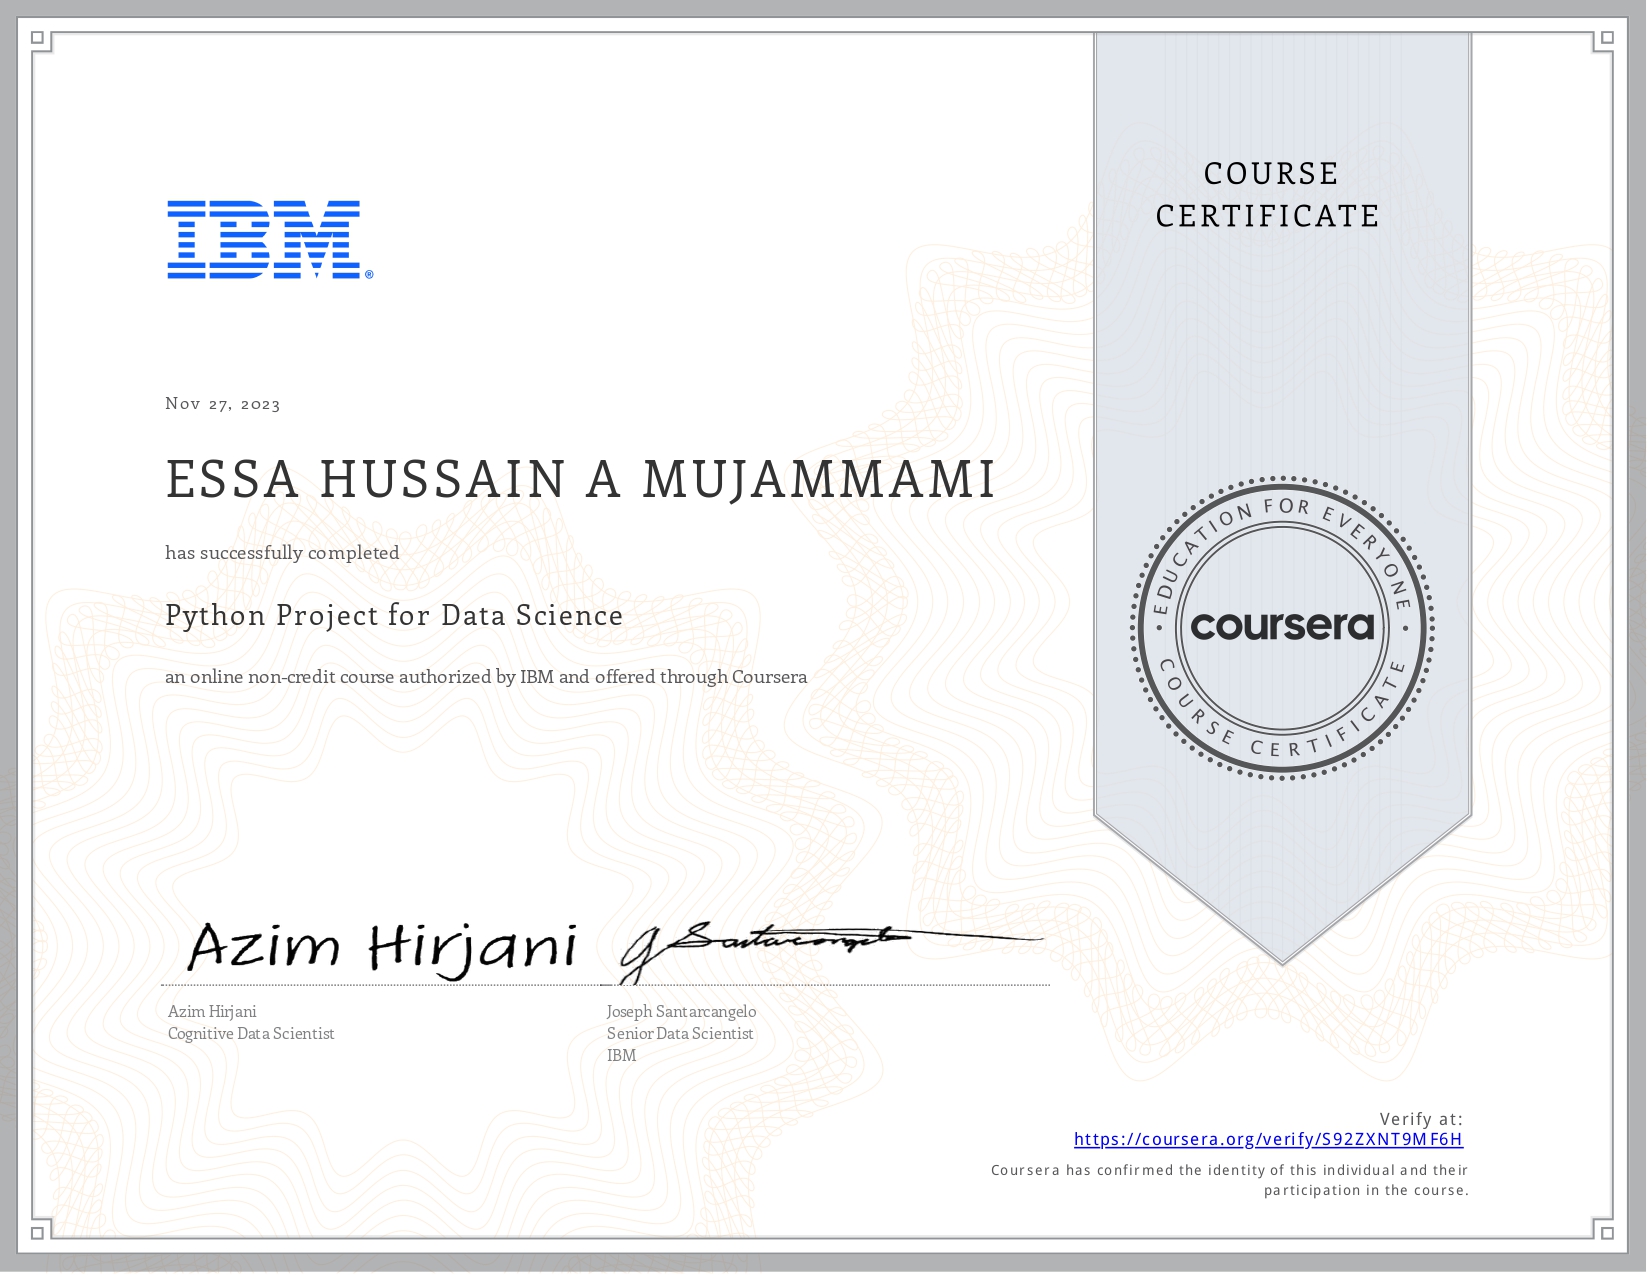 IBM®
COURSE
CERTIFICATE
Nov 27, 2023
ESSA HUSSAIN A MUJAMMAMI
has successfully completed
Python Project for Data Science
an online non-credit course authorized by IBM and offered through Coursera
EDUCATION FOR EVERYONE
coursera
COURSE CERTIFICATE
Azim Hirjani
J Santarcangelo
Azim Hirjani
Cognitive Data Scientist
Joseph Santarcangelo
Senior Data Scientist
IBM
Verify at:
https://coursera.org/verify/S92ZXNT9MF6H
Coursera has confirmed the identity of this individual and their
participation in the course.